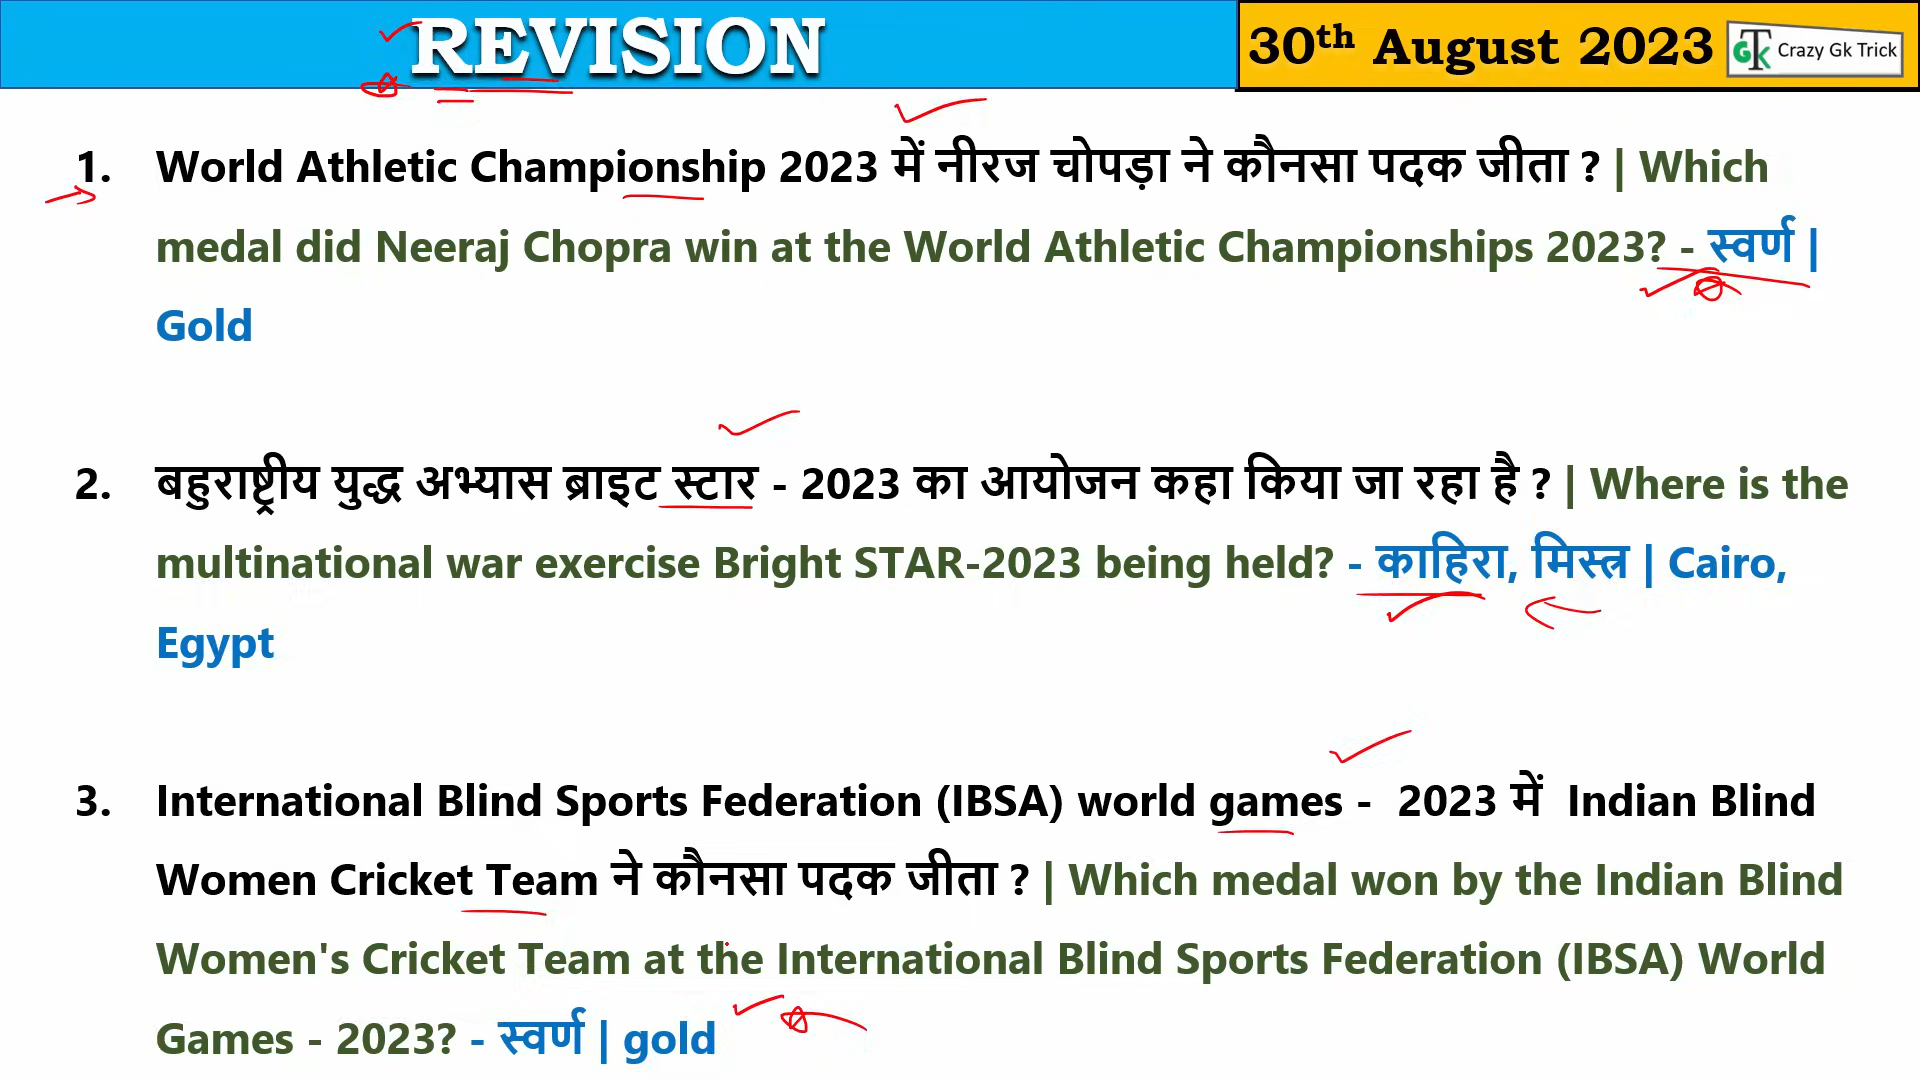 REVISION
30th August 2023
GTK Crazy Gk Trick
1. World Athletic Championship 2023 में नीरज चोपड़ा ने कौनसा पदक जीता ? | Which
medal did Neeraj Chopra win at the World Athletic Championships 2023? - स्वर्ण |
Gold
2. बहुराष्ट्रीय युद्ध अभ्यास ब्राइट स्टार - 2023 का आयोजन कहा किया जा रहा है ? | Where is the
multinational war exercise Bright STAR-2023 being held? - काहिरा, मिस्त्र | Cairo,
Egypt
3. International Blind Sports Federation (IBSA) world games - 2023 में Indian Blind
Women Cricket Team ने कौनसा पदक जीता ? | Which medal won by the Indian Blind
Women's Cricket Team at the International Blind Sports Federation (IBSA) World
Games - 2023? - स्वर्ण | gold